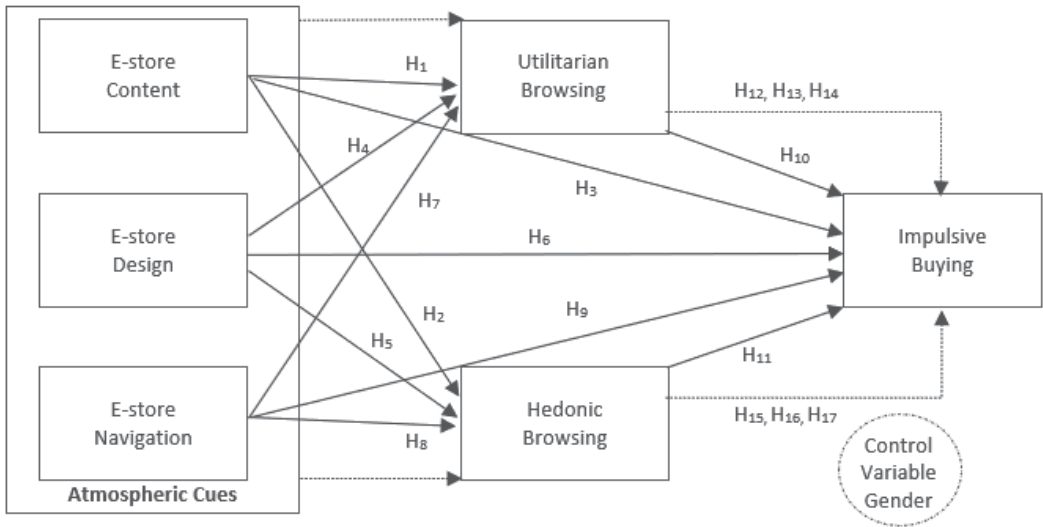 E-store
Content
E-store
Design
E-store
Navigation
Atmospheric Cues
H₁
H₄
H₇
H₂
H₅
H₈
Utilitarian
Browsing
Hedonic
Browsing
H₃
H₆
H₉
H₁₂, H₁₃, H₁₄
H₁₀
H₁₁
H₁₅, H₁₆, H₁₇
Impulsive
Buying
Control
Variable
Gender